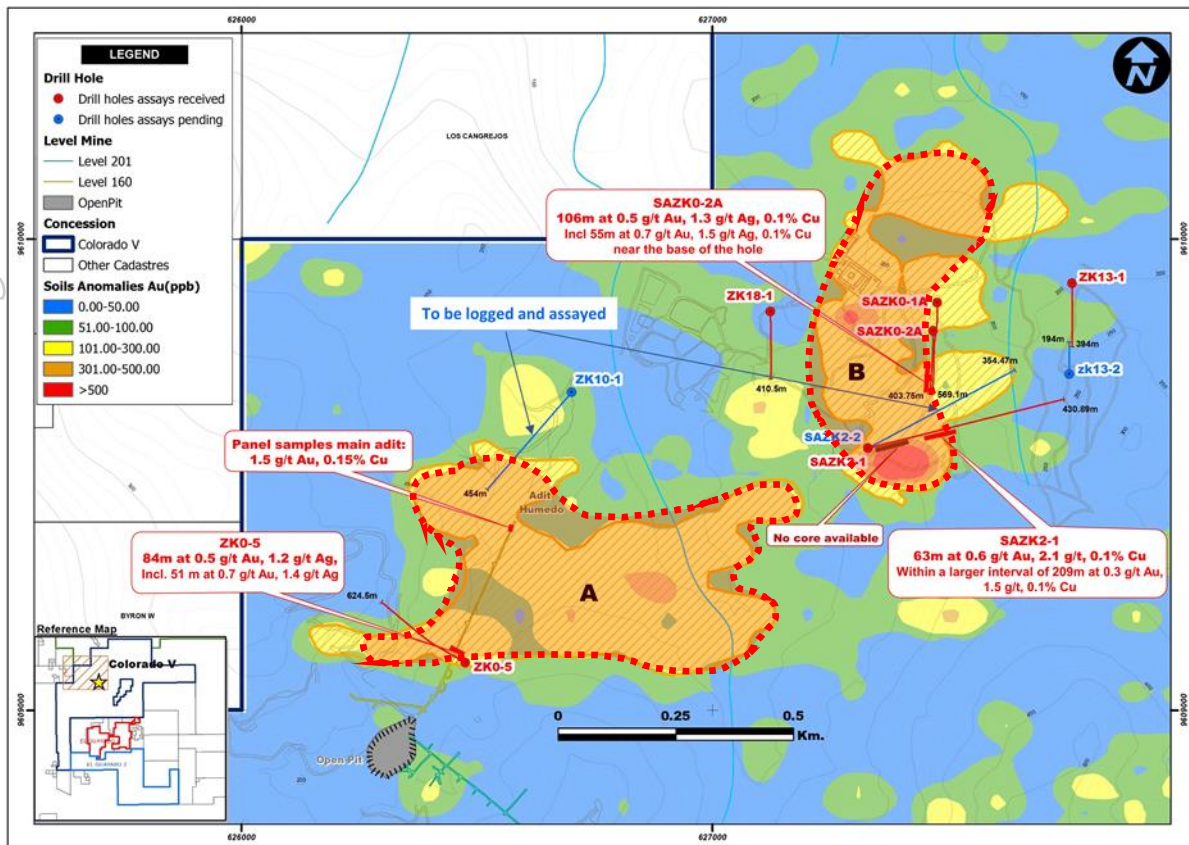 626000
627000
LEGEND
Drill Hole
Drill holes assays received
Drill holes assays pending
Level Mine
Level 201
Level 160
OpenPit
Concession
Colorado V
Other Cadastres
Soils Anomalies Au(ppb)
0.00-50.00
51.00-100.00
101.00-300.00
301.00-500.00
>500
N
LOS CANGREJOS
9610000
9610000
SAZK0-2A
106m at 0.5 g/t Au, 1.3 g/t Ag, 0.1% Cu
Incl 55m at 0.7 g/t Au, 1.5 g/t Ag, 0.1% Cu
near the base of the hole
ZK18-1
SAZK0-1A
ZK13-1
To be logged and assayed
SAZK0-2A
194m
394m
354.47m
ZK10-1
B
zk13-2
410.5m
403.75m
569.1m
430.89m
Panel samples main adit:
1.5 g/t Au, 0.15% Cu
SAZK2-2
SAZK2-1
454m
Adit
Humedo
No core available
SAZK2-1
63m at 0.6 g/t Au, 2.1 g/t, 0.1% Cu
Within a larger interval of 209m at 0.3 g/t Au,
1.5 g/t, 0.1% Cu
ZK0-5
84m at 0.5 g/t Au, 1.2 g/t Ag,
Incl. 51 m at 0.7 g/t Au, 1.4 g/t Ag
624.5m
A
BYRON W
Reference Map
Colorado V
ZK0-5
9609000
9609000
0
0.25
0.5
Km.
Open Pit
626000
627000